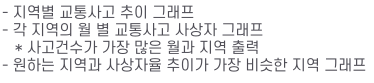 - 지역별 교통사고 추이 그래프
- 각 지역의 월 별 교통사고 사상자 그래프
* 사고건수가 가장 많은 월과 지역 출력
- 원하는 지역과 사상자율 추이가 가장 비슷한 지역 그래프